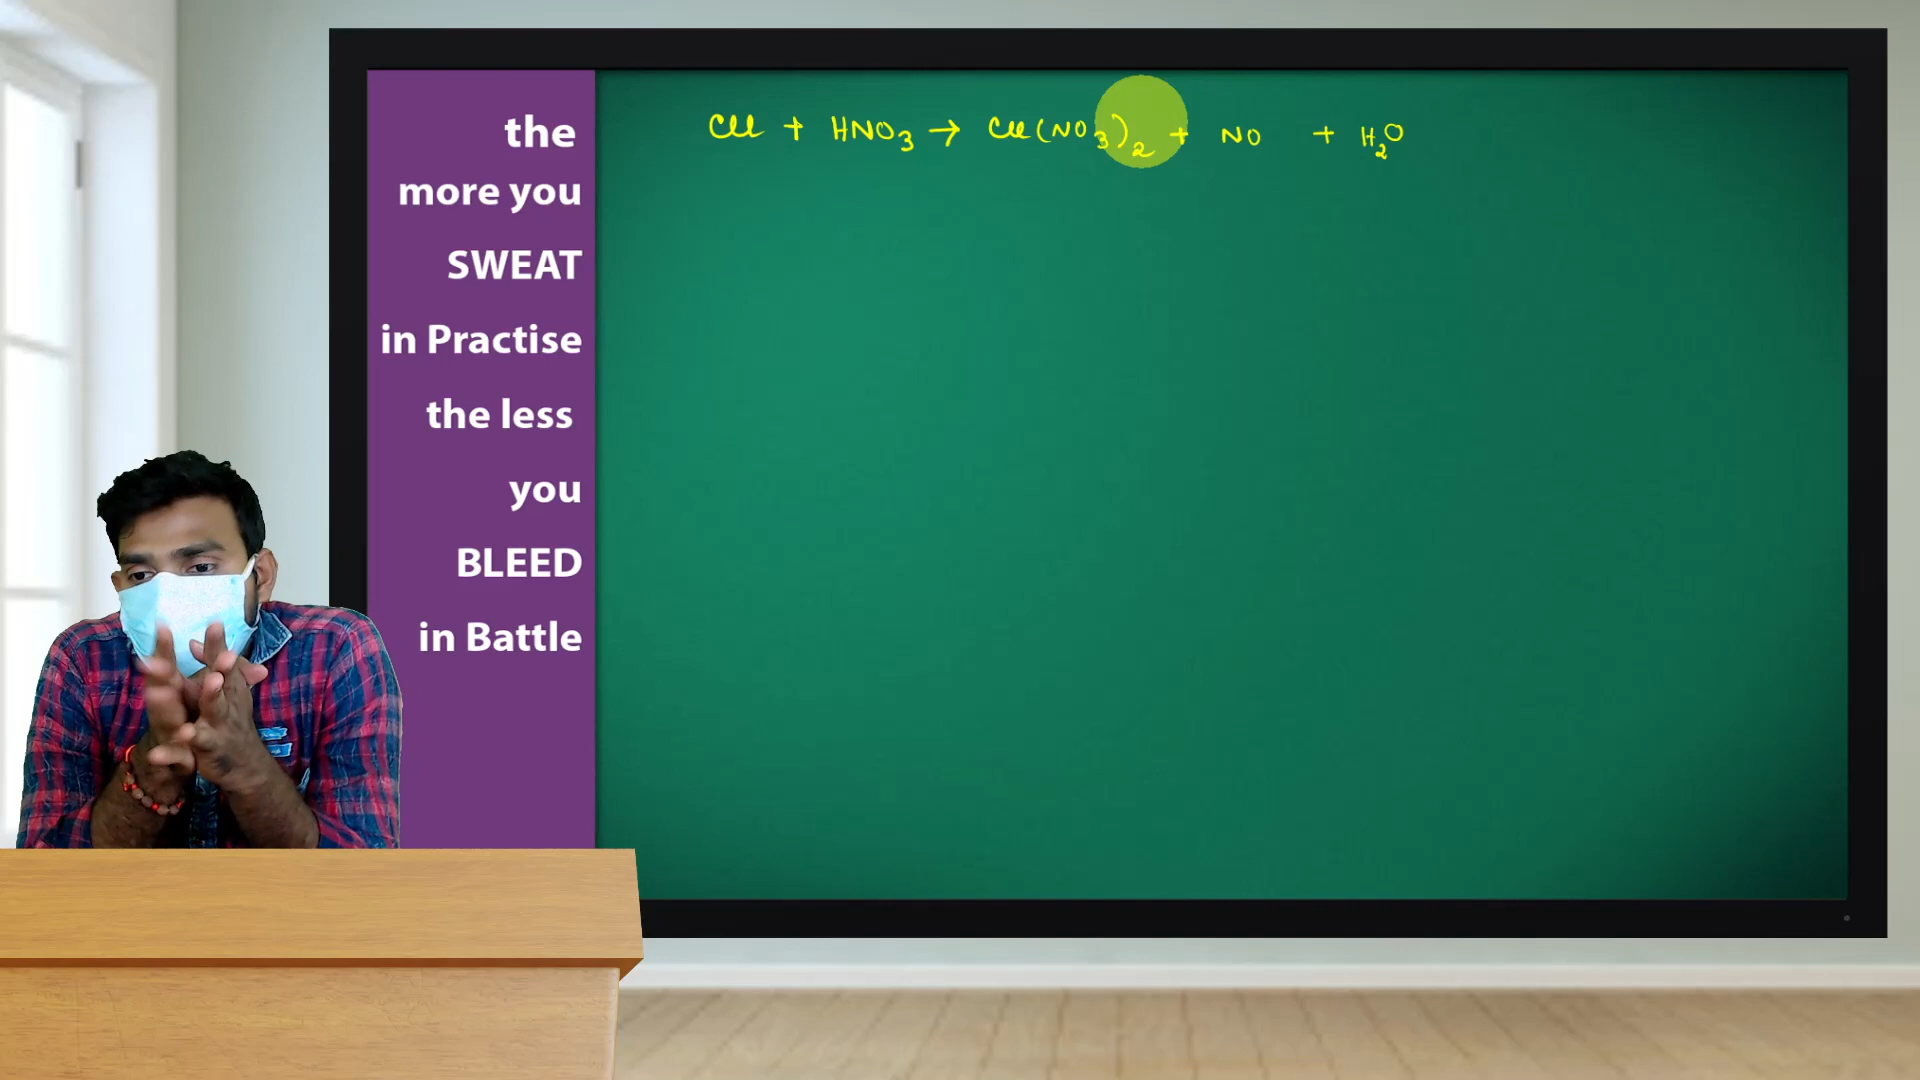 the
more you
SWEAT
in Practise
the less
you
BLEED
in Battle
Cu + HNO₃ → Cu(NO₃)₂ + NO + H₂O